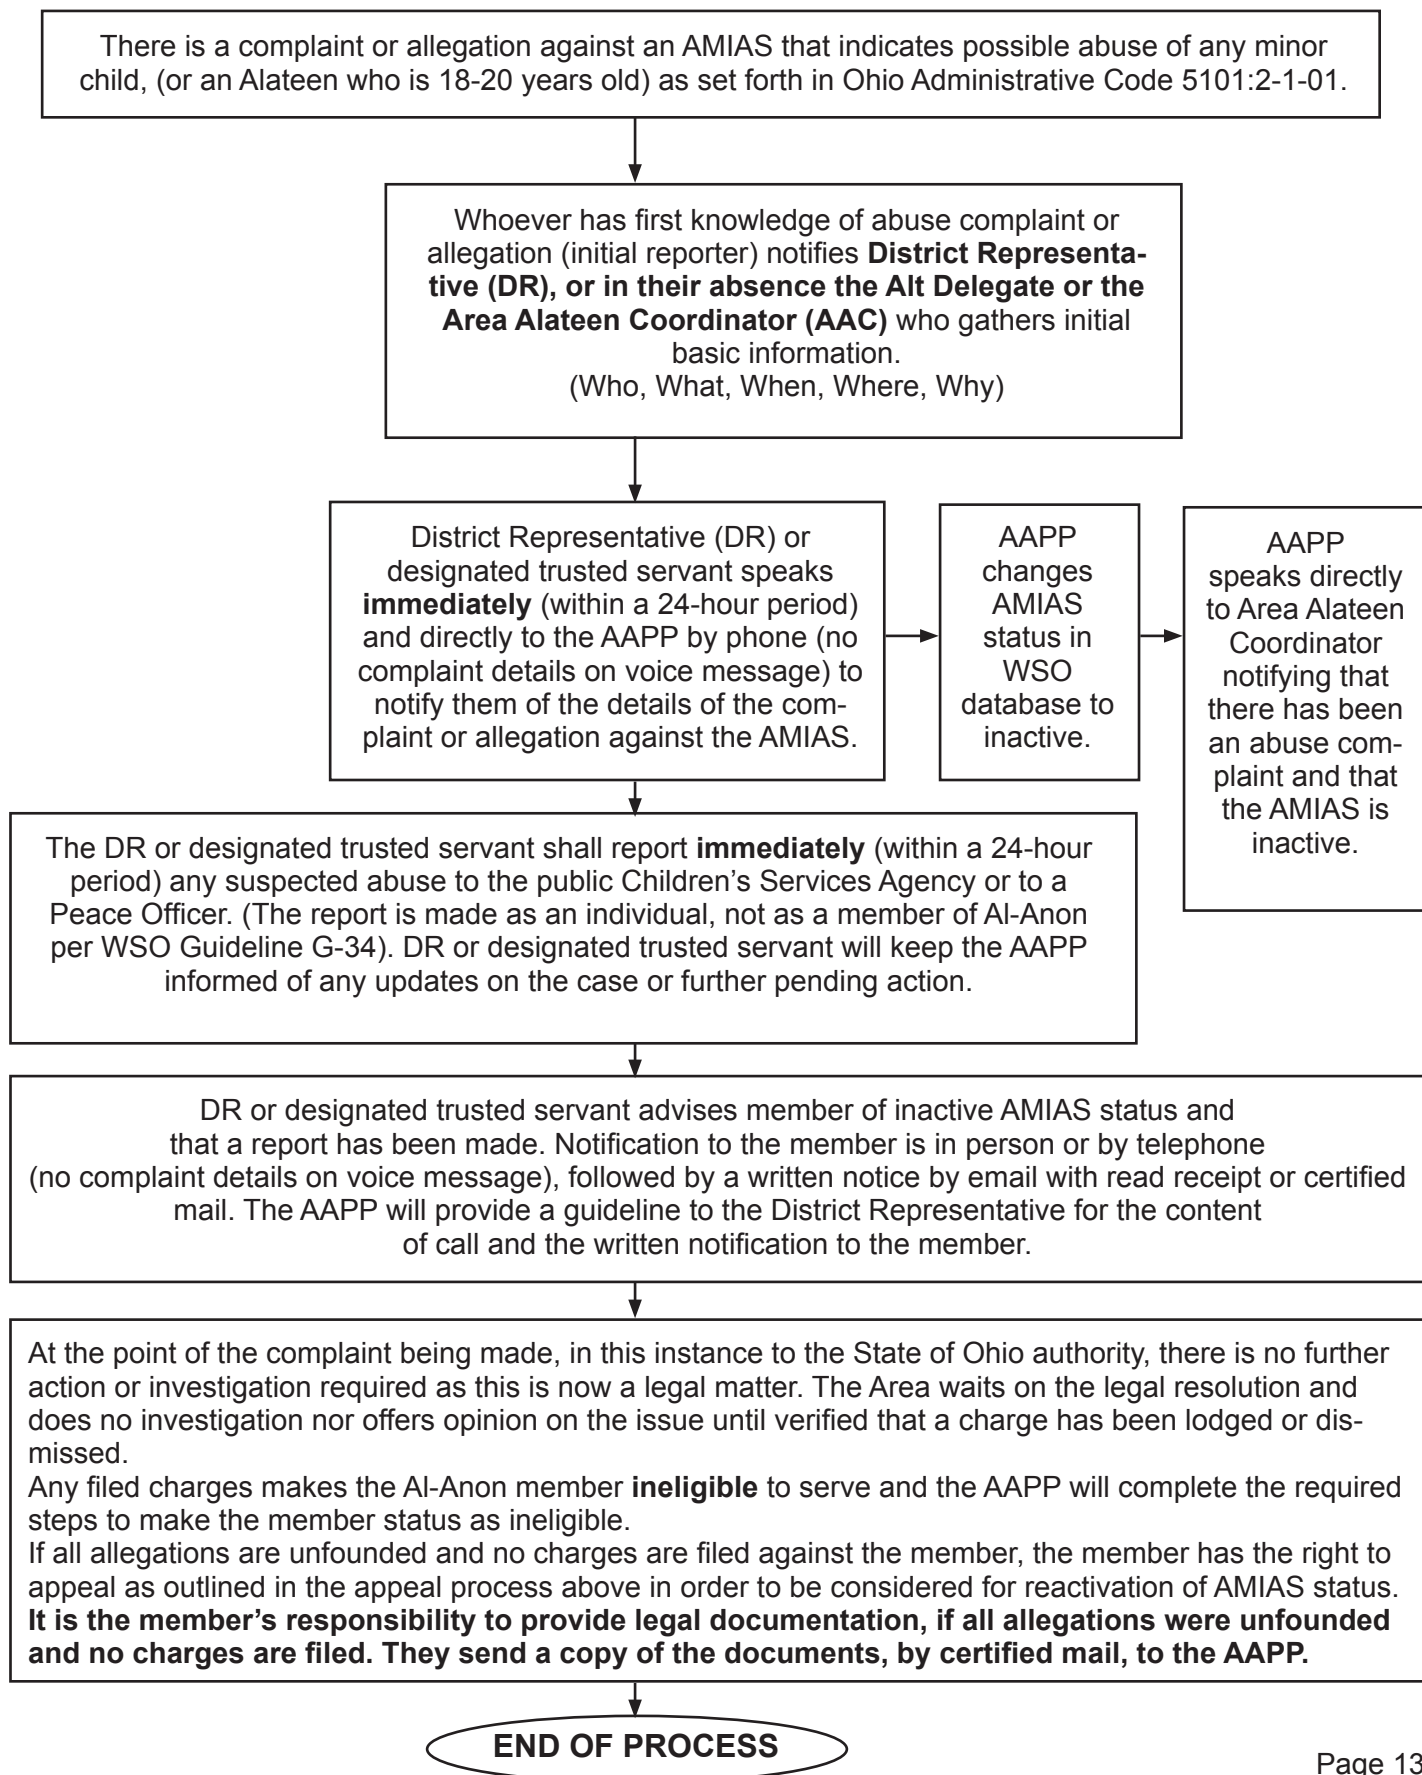 There is a complaint or allegation against an AMIAS that indicates possible abuse of any minor
child, (or an Alateen who is 18-20 years old) as set forth in Ohio Administrative Code 5101:2-1-01.
Whoever has first knowledge of abuse complaint or
allegation (initial reporter) notifies District Representa-
tive (DR), or in their absence the Alt Delegate or the
Area Alateen Coordinator (AAC) who gathers initial
basic information.
(Who, What, When, Where, Why)
District Representative (DR) or
designated trusted servant speaks
immediately (within a 24-hour period)
and directly to the AAPP by phone (no
complaint details on voice message) to
notify them of the details of the com-
plaint or allegation against the AMIAS.
AAPP
changes
AMIAS
status in
WSO
database to
inactive.
AAPP
speaks directly
to Area Alateen
Coordinator
notifying that
there has been
an abuse com-
plaint and that
the AMIAS is
inactive.
The DR or designated trusted servant shall report immediately (within a 24-hour
period) any suspected abuse to the public Children’s Services Agency or to a
Peace Officer. (The report is made as an individual, not as a member of Al-Anon
per WSO Guideline G-34). DR or designated trusted servant will keep the AAPP
informed of any updates on the case or further pending action.
DR or designated trusted servant advises member of inactive AMIAS status and
that a report has been made. Notification to the member is in person or by telephone
(no complaint details on voice message), followed by a written notice by email with read receipt or certified
mail. The AAPP will provide a guideline to the District Representative for the content
of call and the written notification to the member.
At the point of the complaint being made, in this instance to the State of Ohio authority, there is no further
action or investigation required as this is now a legal matter. The Area waits on the legal resolution and
does no investigation nor offers opinion on the issue until verified that a charge has been lodged or dis-
missed.
Any filed charges makes the Al-Anon member ineligible to serve and the AAPP will complete the required
steps to make the member status as ineligible.
If all allegations are unfounded and no charges are filed against the member, the member has the right to
appeal as outlined in the appeal process above in order to be considered for reactivation of AMIAS status.
It is the member’s responsibility to provide legal documentation, if all allegations were unfounded
and no charges are filed. They send a copy of the documents, by certified mail, to the AAPP.
END OF PROCESS
Page 13